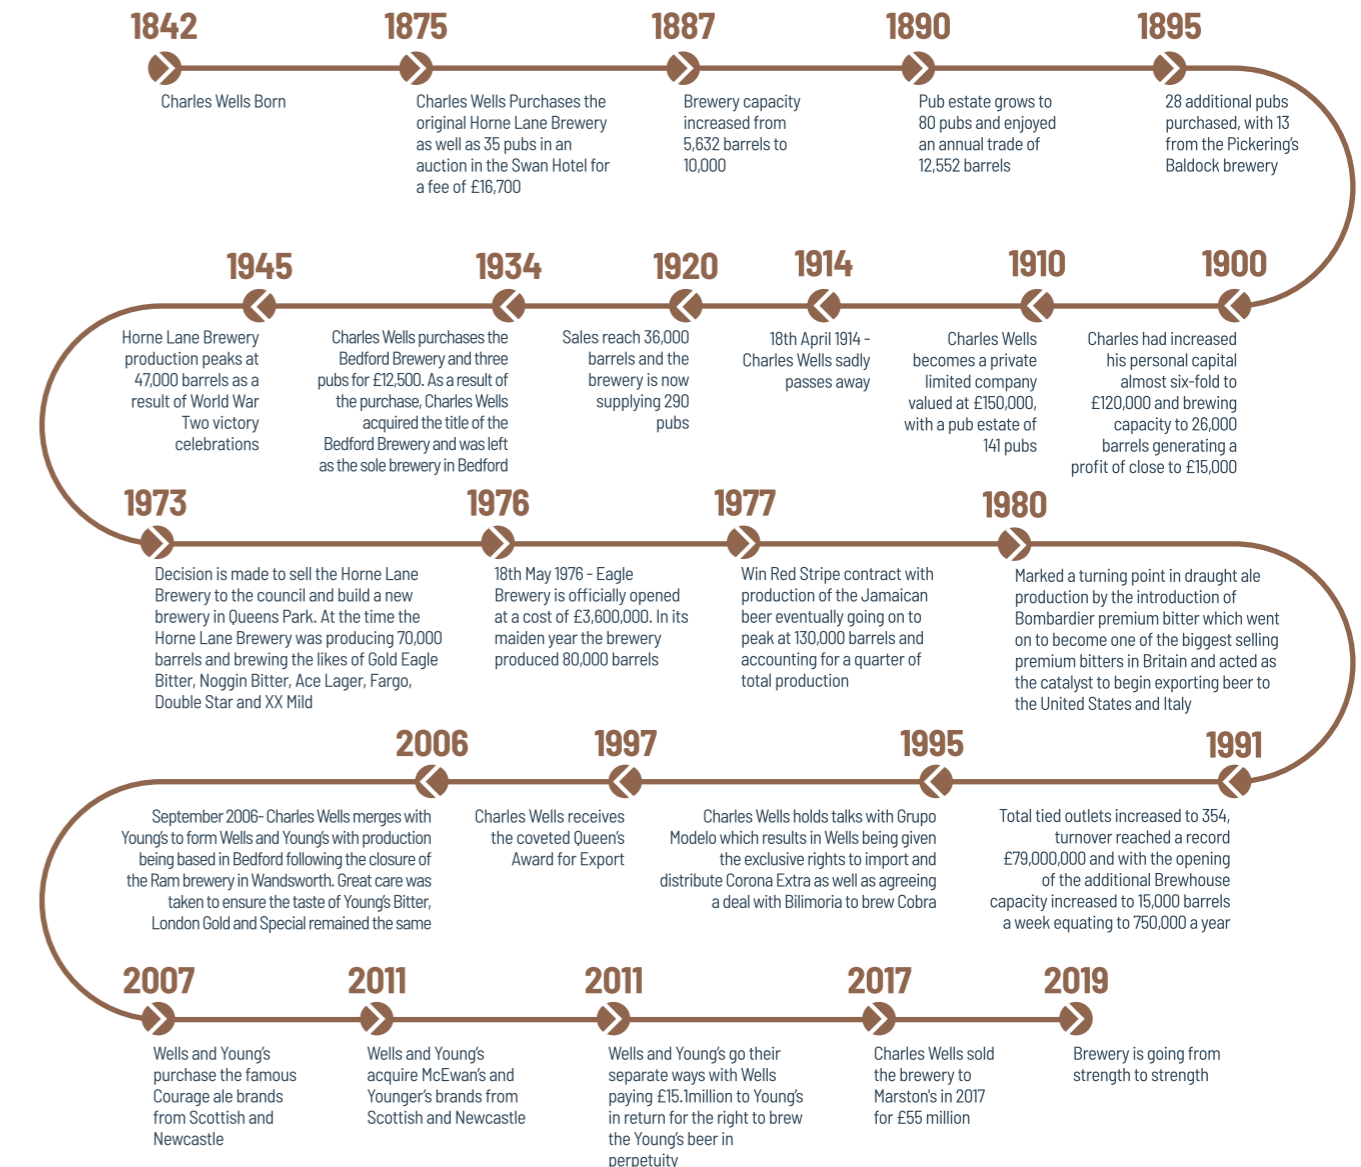 1842
Charles Wells Born
1875
Charles Wells Purchases the
original Horne Lane Brewery
as well as 35 pubs in an
auction in the Swan Hotel for
a fee of £16,700
1887
Brewery capacity
increased from
5,632 barrels to
10,000
1890
Pub estate grows to
80 pubs and enjoyed
an annual trade of
12,552 barrels
1895
28 additional pubs
purchased, with 13
from the Pickering's
Baldock brewery
1900
Charles had increased
his personal capital
almost six-fold to
£120,000 and brewing
capacity to 26,000
barrels generating a
profit of close to £15,000
1910
Charles Wells
becomes a private
limited company
valued at £150,000,
with a pub estate of
141 pubs
1914
18th April 1914 -
Charles Wells sadly
passes away
1920
Sales reach 36,000
barrels and the
brewery is now
supplying 290
pubs
1934
Charles Wells purchases the
Bedford Brewery and three
pubs for £12,500. As a result of
the purchase, Charles Wells
acquired the title of the
Bedford Brewery and was left
as the sole brewery in Bedford
1945
Horne Lane Brewery
production peaks at
47,000 barrels as a
result of World War
Two victory
celebrations
1973
Decision is made to sell the Horne Lane
Brewery to the council and build a new
brewery in Queens Park. At the time the
Horne Lane Brewery was producing 70,000
barrels and brewing the likes of Gold Eagle
Bitter, Noggin Bitter, Ace Lager, Fargo,
Double Star and XX Mild
1976
18th May 1976 - Eagle
Brewery is officially opened
at a cost of £3,600,000. In its
maiden year the brewery
produced 80,000 barrels
1977
Win Red Stripe contract with
production of the Jamaican
beer eventually going on to
peak at 130,000 barrels and
accounting for a quarter of
total production
1980
Marked a turning point in draught ale
production by the introduction of
Bombardier premium bitter which went
on to become one of the biggest selling
premium bitters in Britain and acted as
the catalyst to begin exporting beer to
the United States and Italy
1991
Total tied outlets increased to 354,
turnover reached a record
£79,000,000 and with the opening
of the additional Brewhouse
capacity increased to 15,000 barrels
a week equating to 750,000 a year
1995
Charles Wells holds talks with Grupo
Modelo which results in Wells being given
the exclusive rights to import and
distribute Corona Extra as well as agreeing
a deal with Bilimoria to brew Cobra
1997
Charles Wells receives
the coveted Queen's
Award for Export
2006
September 2006- Charles Wells merges with
Young's to form Wells and Young's with production
being based in Bedford following the closure of
the Ram brewery in Wandsworth. Great care was
taken to ensure the taste of Young's Bitter,
London Gold and Special remained the same
2007
Wells and Young's
purchase the famous
Courage ale brands
from Scottish and
Newcastle
2011
Wells and Young's
acquire McEwan's and
Younger's brands from
Scottish and Newcastle
2011
Wells and Young's go their
separate ways with Wells
paying £15.1million to Young's
in return for the right to brew
the Young's beer in
perpetuity
2017
Charles Wells sold
the brewery to
Marston's in 2017
for £55 million
2019
Brewery is going from
strength to strength